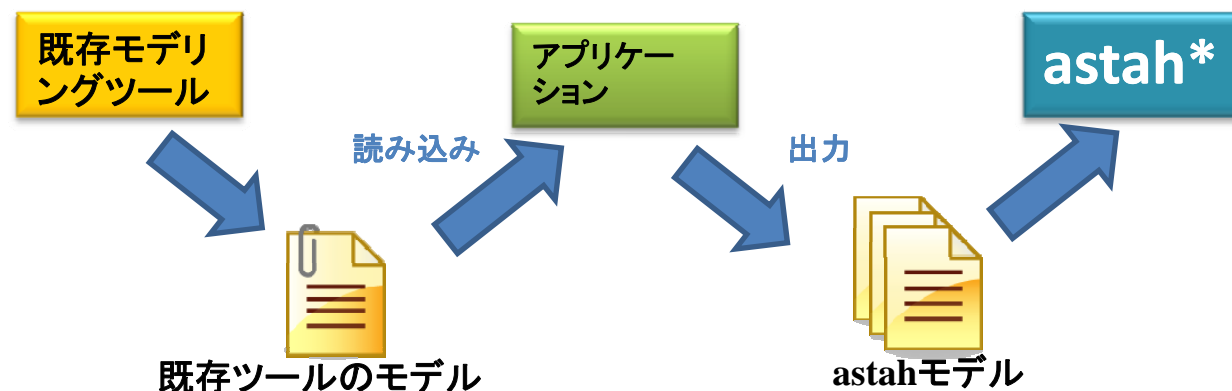 既存モデリ
ングツール
アプリケー
ション
astah*
読み込み
出力
既存ツールのモデル
astahモデル